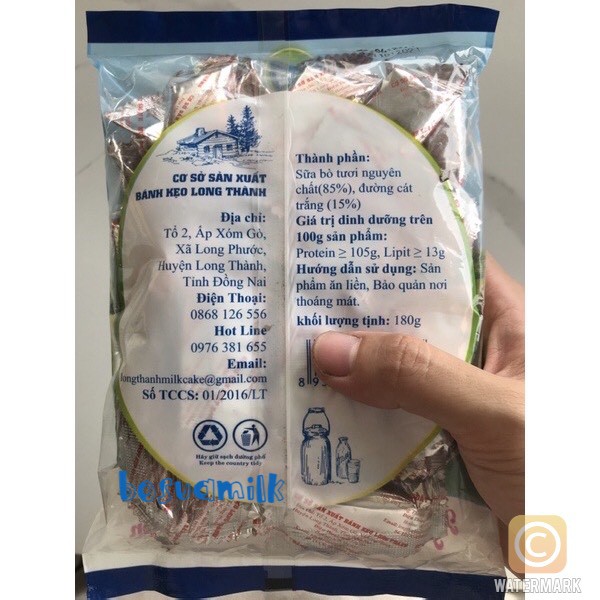 CƠ SỞ SẢN XUẤT
BÁNH KẸO LONG THÀNH
Địa chỉ:
Tổ 2, Ấp Xóm Gò,
Xã Long Phước,
Huyện Long Thành,
Tỉnh Đồng Nai
Điện Thoại:
0868 126 556
Hot Line
0976 381 655
Email:
longthanhmilkcake@gmail.com
Số TCCS: 01/2016/LT
Hãy giữ sạch đường phố
Keep the country tidy
Thành phần:
Sữa bò tươi nguyên
chất(85%), đường cát
trắng (15%)
Giá trị dinh dưỡng trên
100g sản phẩm:
Protein ≥ 105g, Lipit ≥ 13g
Hướng dẫn sử dụng: Sản
phẩm ăn liền, Bảo quản nơi
thoáng mát.
khối lượng tịnh: 180g
basuamilk
WATERMARK